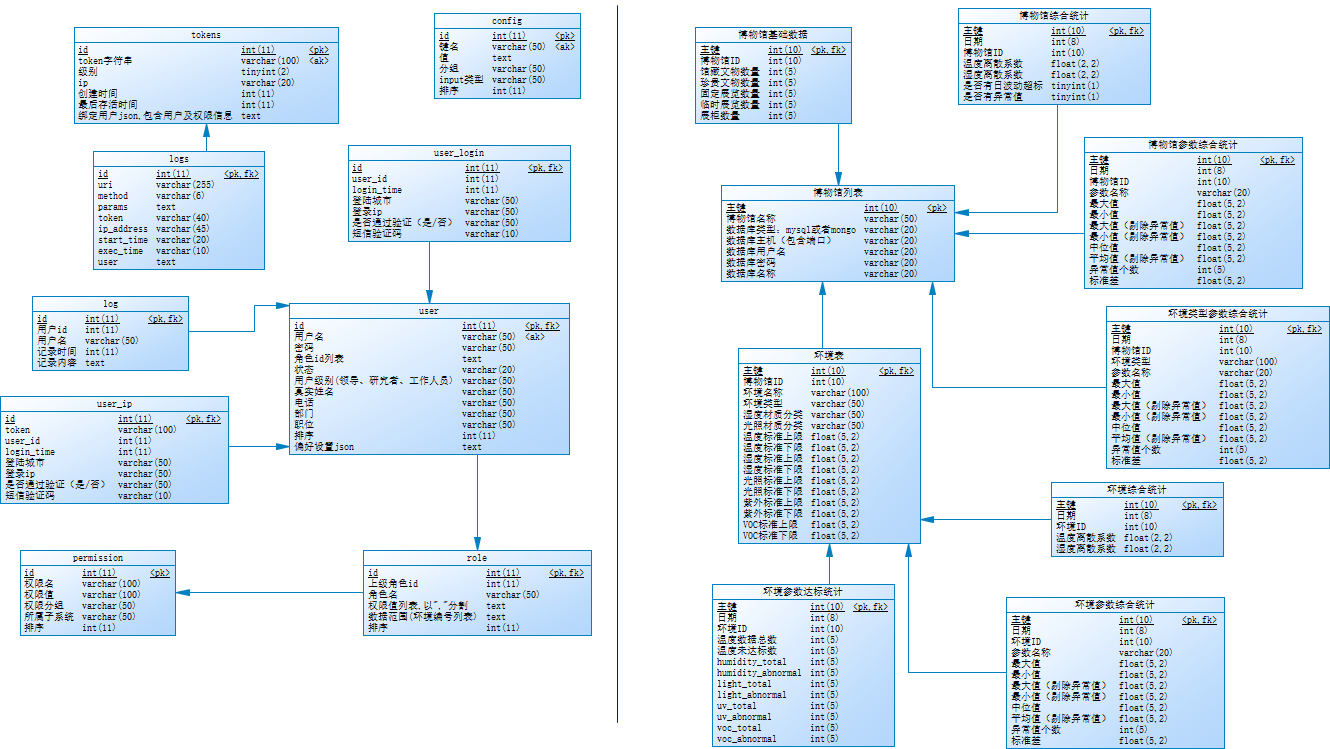 tokens
id int(11) <pk>
token字符串 varchar(100) <ak>
级别 tinyint(2)
ip varchar(20)
创建时间 int(11)
最后存活时间 int(11)
绑定用户json,包含用户及权限信息 text
config
id int(11) <pk>
键名 varchar(50) <ak>
值 text
分组 varchar(50)
input类型 varchar(50)
排序 int(11)
logs
id int(11) <pk,fk>
uri varchar(255)
method varchar(6)
params text
token varchar(40)
ip_address varchar(45)
start_time varchar(20)
exec_time varchar(10)
user text
user_login
id int(11) <pk,fk>
user_id int(11)
login_time int(11)
登陆城市 varchar(50)
登录ip varchar(50)
是否通过验证（是/否） varchar(50)
短信验证码 varchar(10)
log
id int(11) <pk,fk>
用户id int(11)
用户名 varchar(50)
记录时间 int(11)
记录内容 text
user
id int(11) <pk,fk>
用户名 varchar(50) <ak>
密码 varchar(50)
角色id列表 text
状态 varchar(20)
用户级别(领导、研究者、工作人员) varchar(50)
真实姓名 varchar(50)
电话 varchar(50)
部门 varchar(50)
职位 varchar(50)
排序 int(11)
偏好设置json text
user_ip
id int(11) <pk,fk>
token varchar(100)
user_id int(11)
login_time int(11)
登陆城市 varchar(50)
登录ip varchar(50)
是否通过验证（是/否） varchar(50)
短信验证码 varchar(10)
permission
id int(11) <pk>
权限名 varchar(100)
权限值 varchar(100)
权限分组 varchar(50)
所属子系统 varchar(50)
排序 int(11)
role
id int(11) <pk,fk>
上级角色id int(11)
角色名 varchar(50)
权限值列表,以","分割 text
数据范围(环境编号列表) text
排序 int(11)
博物馆基础数据
主键 int(10) <pk,fk>
博物馆ID int(10)
馆藏文物数量 int(5)
珍贵文物数量 int(5)
固定展览数量 int(5)
临时展览数量 int(5)
展柜数量 int(5)
博物馆综合统计
主键 int(10) <pk,fk>
日期 int(8)
博物馆ID int(10)
温度离散系数 float(2,2)
湿度离散系数 float(2,2)
是否有日波动超标 tinyint(1)
是否有异常值 tinyint(1)
博物馆参数综合统计
主键 int(10) <pk,fk>
日期 int(8)
博物馆ID int(10)
参数名称 varchar(20)
最大值 float(5,2)
最小值 float(5,2)
最大值（剔除异常值） float(5,2)
最小值（剔除异常值） float(5,2)
中位值 float(5,2)
平均值（剔除异常值） float(5,2)
异常值个数 int(5)
标准差 float(5,2)
博物馆列表
主键 int(10) <pk>
博物馆名称 varchar(50)
数据库类型：mysql或者mongo varchar(20)
数据库主机（包含端口） varchar(20)
数据库用户名 varchar(20)
数据库密码 varchar(20)
数据库名称 varchar(20)
环境类型参数综合统计
主键 int(10) <pk,fk>
日期 int(8)
博物馆ID int(10)
环境类型 varchar(100)
参数名称 varchar(20)
最大值 float(5,2)
最小值 float(5,2)
最大值（剔除异常值） float(5,2)
最小值（剔除异常值） float(5,2)
中位值 float(5,2)
平均值（剔除异常值） float(5,2)
异常值个数 int(5)
标准差 float(5,2)
环境表
主键 int(10) <pk,fk>
博物馆ID int(10)
环境名称 varchar(100)
环境类型 varchar(50)
湿度材质分类 varchar(50)
光照材质分类 varchar(50)
温度标准上限 float(5,2)
温度标准下限 float(5,2)
湿度标准上限 float(5,2)
湿度标准下限 float(5,2)
光照标准上限 float(5,2)
光照标准下限 float(5,2)
紫外标准上限 float(5,2)
紫外标准下限 float(5,2)
VOC标准上限 float(5,2)
VOC标准下限 float(5,2)
环境综合统计
主键 int(10) <pk,fk>
日期 int(8)
环境ID int(10)
温度离散系数 float(2,2)
湿度离散系数 float(2,2)
环境参数达标统计
主键 int(10) <pk,fk>
日期 int(8)
环境ID int(10)
温度数据总数 int(5)
温度未达标数 int(5)
humidity_total int(5)
humidity_abnormal int(5)
light_total int(5)
light_abnormal int(5)
uv_total int(5)
uv_abnormal int(5)
voc_total int(5)
voc_abnormal int(5)
环境参数综合统计
主键 int(10) <pk,fk>
日期 int(8)
环境ID int(10)
参数名称 varchar(20)
最大值 float(5,2)
最小值 float(5,2)
最大值（剔除异常值） float(5,2)
最小值（剔除异常值） float(5,2)
中位值 float(5,2)
平均值（剔除异常值） float(5,2)
异常值个数 int(5)
标准差 float(5,2)